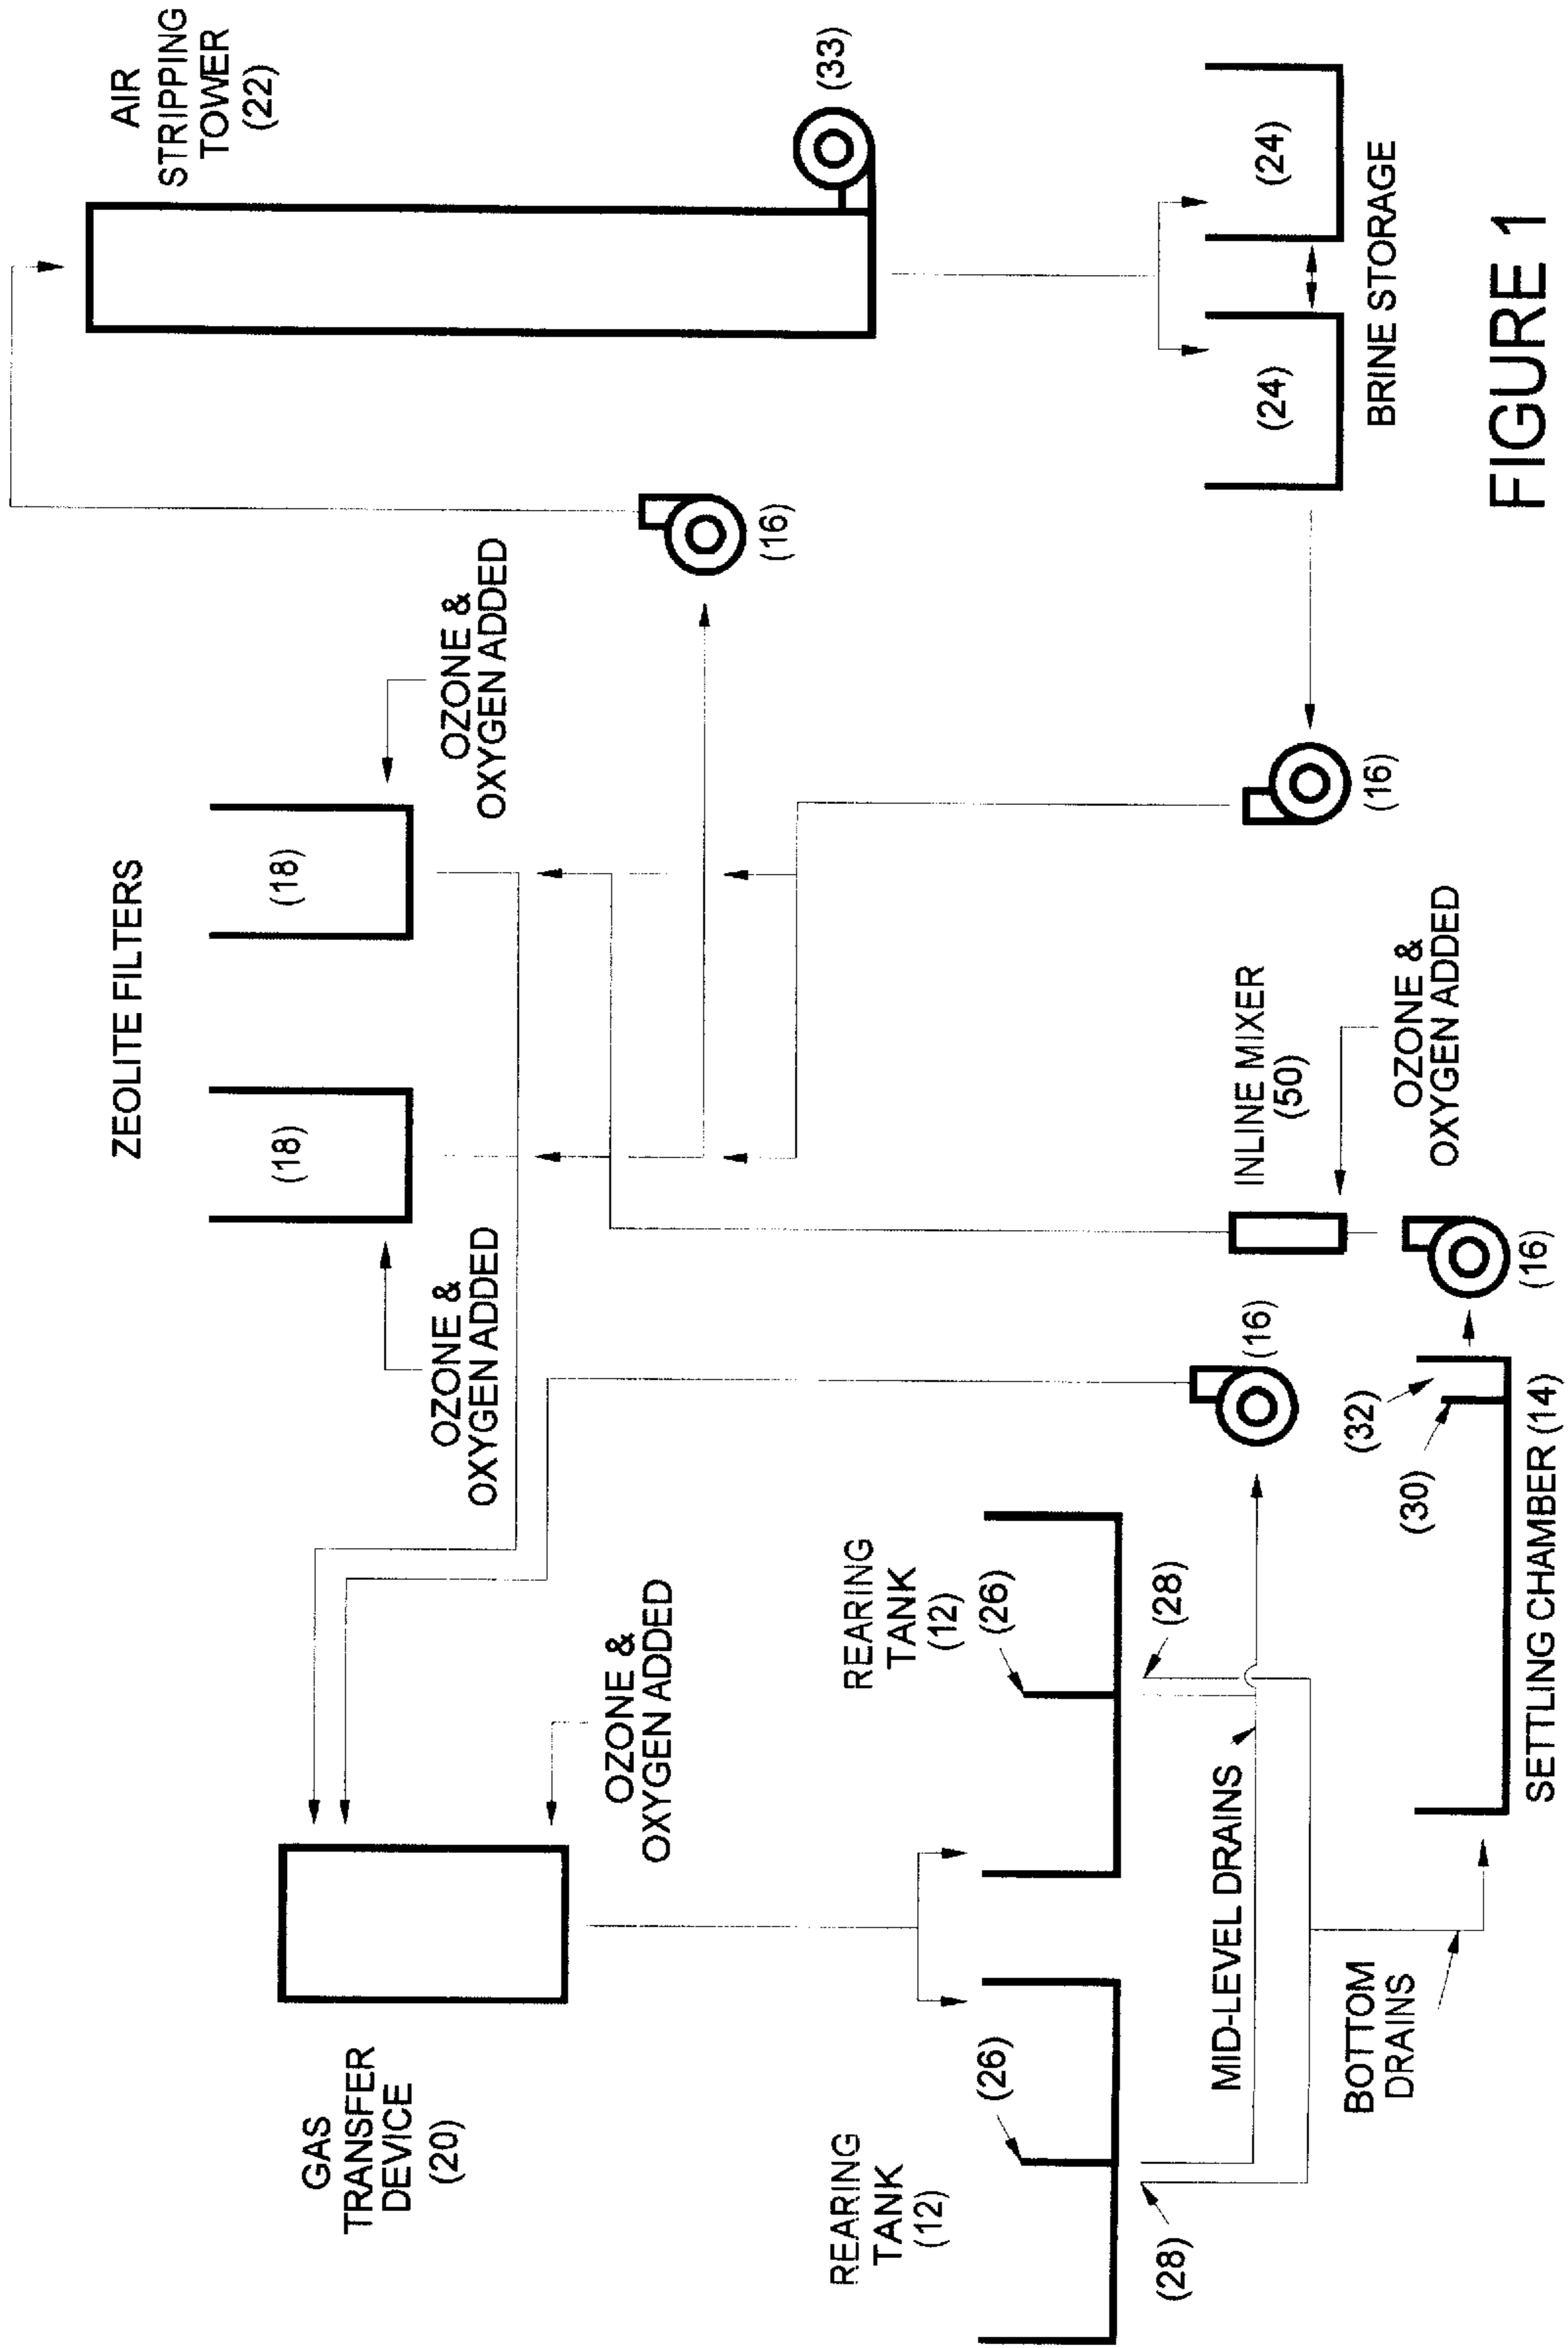 GAS
TRANSFER
DEVICE
(20)
OZONE &
OXYGEN ADDED
ZEOLITE FILTERS
(18)
(18)
OZONE &
OXYGEN ADDED
OZONE &
OXYGEN ADDED
AIR
STRIPPING
TOWER
(22)
(33)
(16)
REARING
TANK
(12)
(26)
REARING
TANK
(12)
(26)
(28)
(28)
MID-LEVEL DRAINS
BOTTOM
DRAINS
(16)
INLINE MIXER
(50)
OZONE &
OXYGEN ADDED
(16)
(32)
(30)
SETTLING CHAMBER (14)
(16)
(24)
(24)
BRINE STORAGE
FIGURE 1